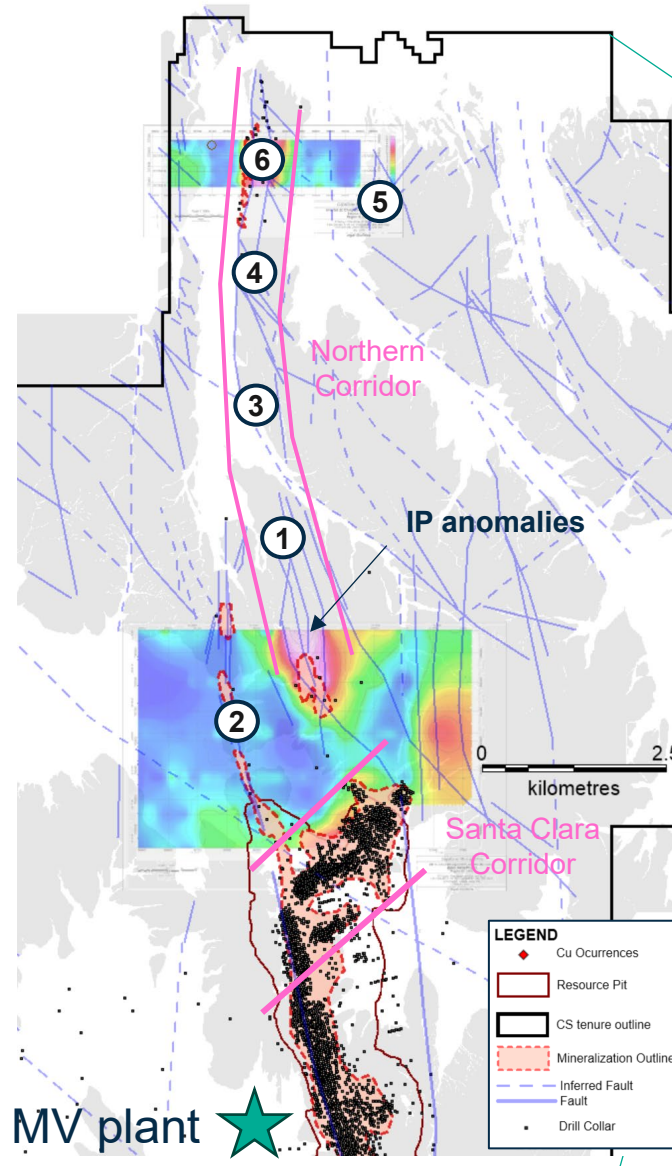 6
5
4
Northern
Corridor
3
1
IP anomalies
2
0
2.5
kilometres
Santa Clara
Corridor
LEGEND
Cu Ocurrences
Resource Pit
CS tenure outline
Mineralization Outline
Inferred Fault
Fault
Drill Collar
MV plant